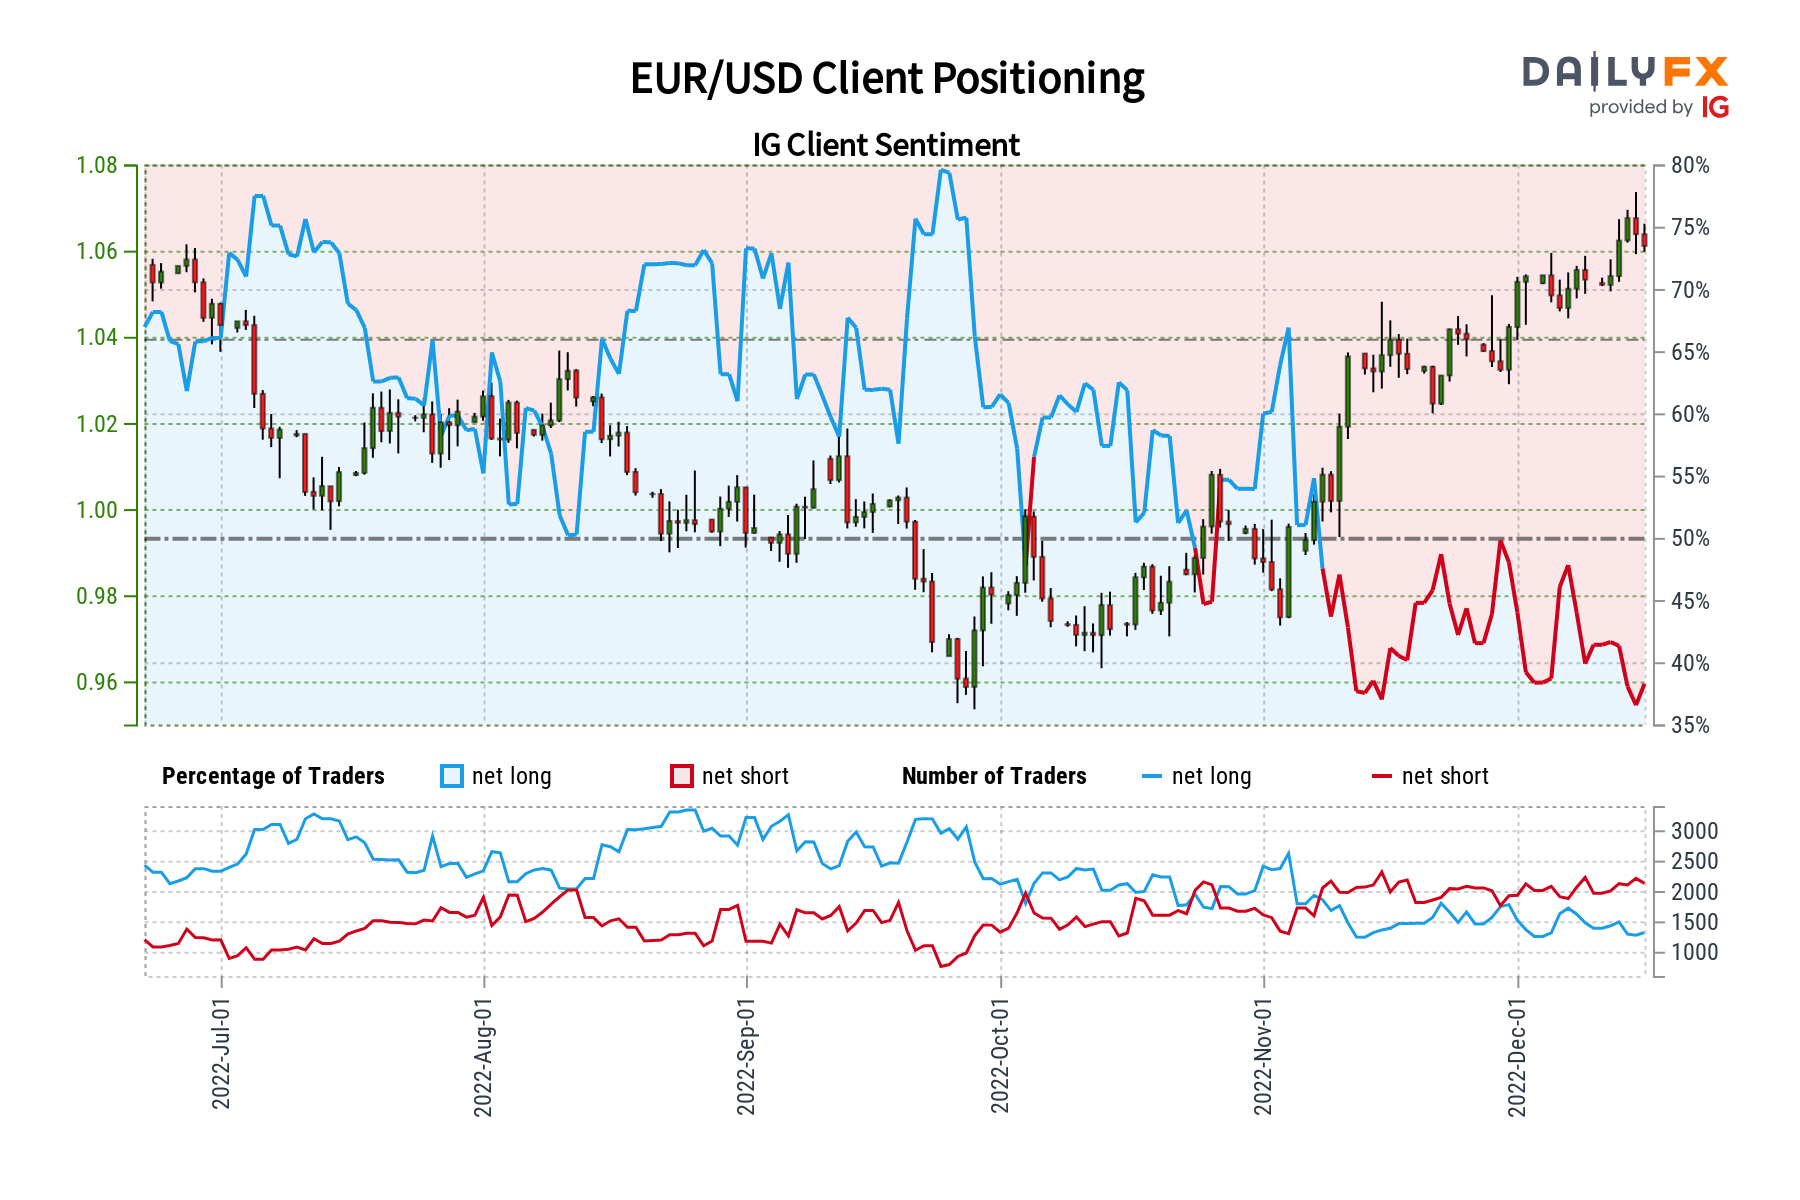 EUR/USD Client Positioning
DAILYFX
provided by IG
IG Client Sentiment
1.08
1.06
1.04
1.02
1.00
0.98
0.96
80%
75%
70%
65%
60%
55%
50%
45%
40%
35%
Percentage of Traders net long net short Number of Traders net long net short
3000
2500
2000
1500
1000
2022-Jul-01
2022-Aug-01
2022-Sep-01
2022-Oct-01
2022-Nov-01
2022-Dec-01